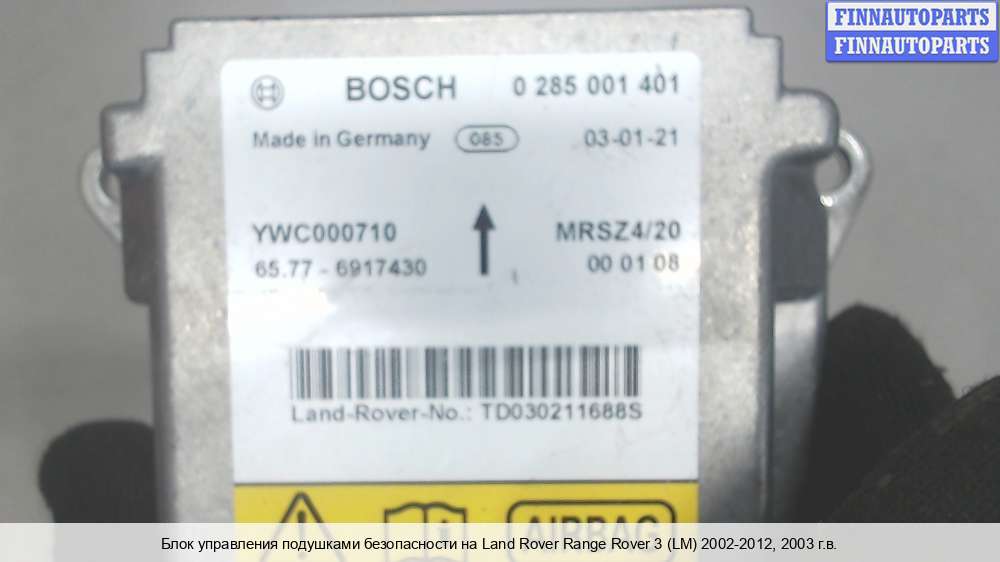 FINNAUTOPARTS
FINNAUTOPARTS
BOSCH 0 285 001 401
Made in Germany 085 03-01-21
YWC000710 MRSZ4/20
65.77 - 6917430 00 01 08
Land-Rover-No.: TD030211688S
AIRBAG
Блок управления подушками безопасности на Land Rover Range Rover 3 (LM) 2002-2012, 2003 г.в.